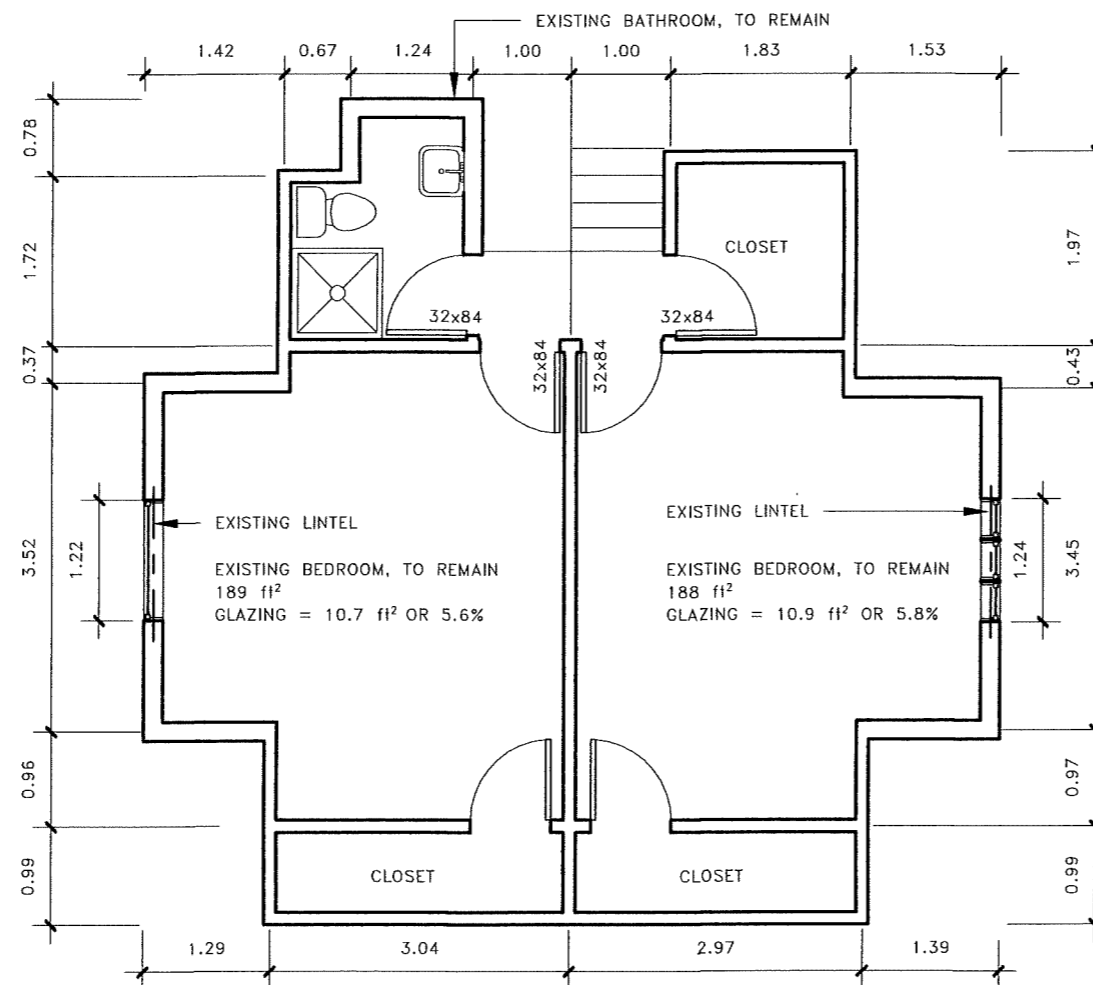 EXISTING BATHROOM, TO REMAIN
1.42 0.67 1.24 1.00 1.00 1.83 1.53
0.78
1.72
0.37
3.52
1.22
0.96
0.99
CLOSET
32x84
32x84
32x84
32x84
1.97
0.43
1.24
3.45
0.97
0.99
EXISTING LINTEL
EXISTING BEDROOM, TO REMAIN
189 ft²
GLAZING = 10.7 ft² OR 5.6%
EXISTING LINTEL
EXISTING BEDROOM, TO REMAIN
188 ft²
GLAZING = 10.9 ft² OR 5.8%
CLOSET
CLOSET
1.29 3.04 2.97 1.39